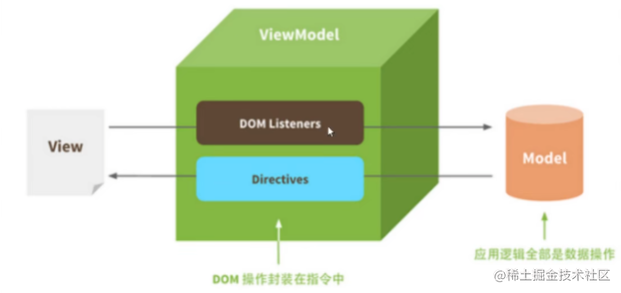 ViewModel
DOM Listeners
View
Model
Directives
应用逻辑全部是数据操作
DOM 操作封装在指令中
@稀土掘金技术社区